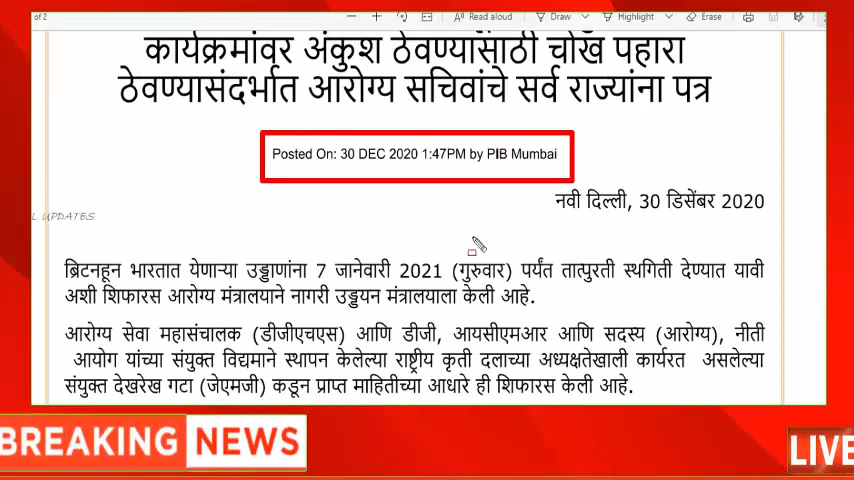 of 2
Read aloud
Draw
Highlight
Erase
कार्यक्रमांवर अंकुश ठेवण्यासाठी चोख पहारा
ठेवण्यासंदर्भात आरोग्य सचिवांचे सर्व राज्यांना पत्र
Posted On: 30 DEC 2020 1:47PM by PIB Mumbai
नवी दिल्ली, 30 डिसेंबर 2020
L UPDATES
ब्रिटनहून भारतात येणाऱ्या उड्डाणांना 7 जानेवारी 2021 (गुरुवार) पर्यंत तात्पुरती स्थगिती देण्यात यावी
अशी शिफारस आरोग्य मंत्रालयाने नागरी उड्डयन मंत्रालयाला केली आहे.
आरोग्य सेवा महासंचालक (डीजीएचएस) आणि डीजी, आयसीएमआर आणि सदस्य (आरोग्य), नीती
आयोग यांच्या संयुक्त विद्यमाने स्थापन केलेल्या राष्ट्रीय कृती दलाच्या अध्यक्षतेखाली कार्यरत असलेल्या
संयुक्त देखरेख गटा (जेएमजी) कडून प्राप्त माहितीच्या आधारे ही शिफारस केली आहे.
BREAKING NEWS
LIVE